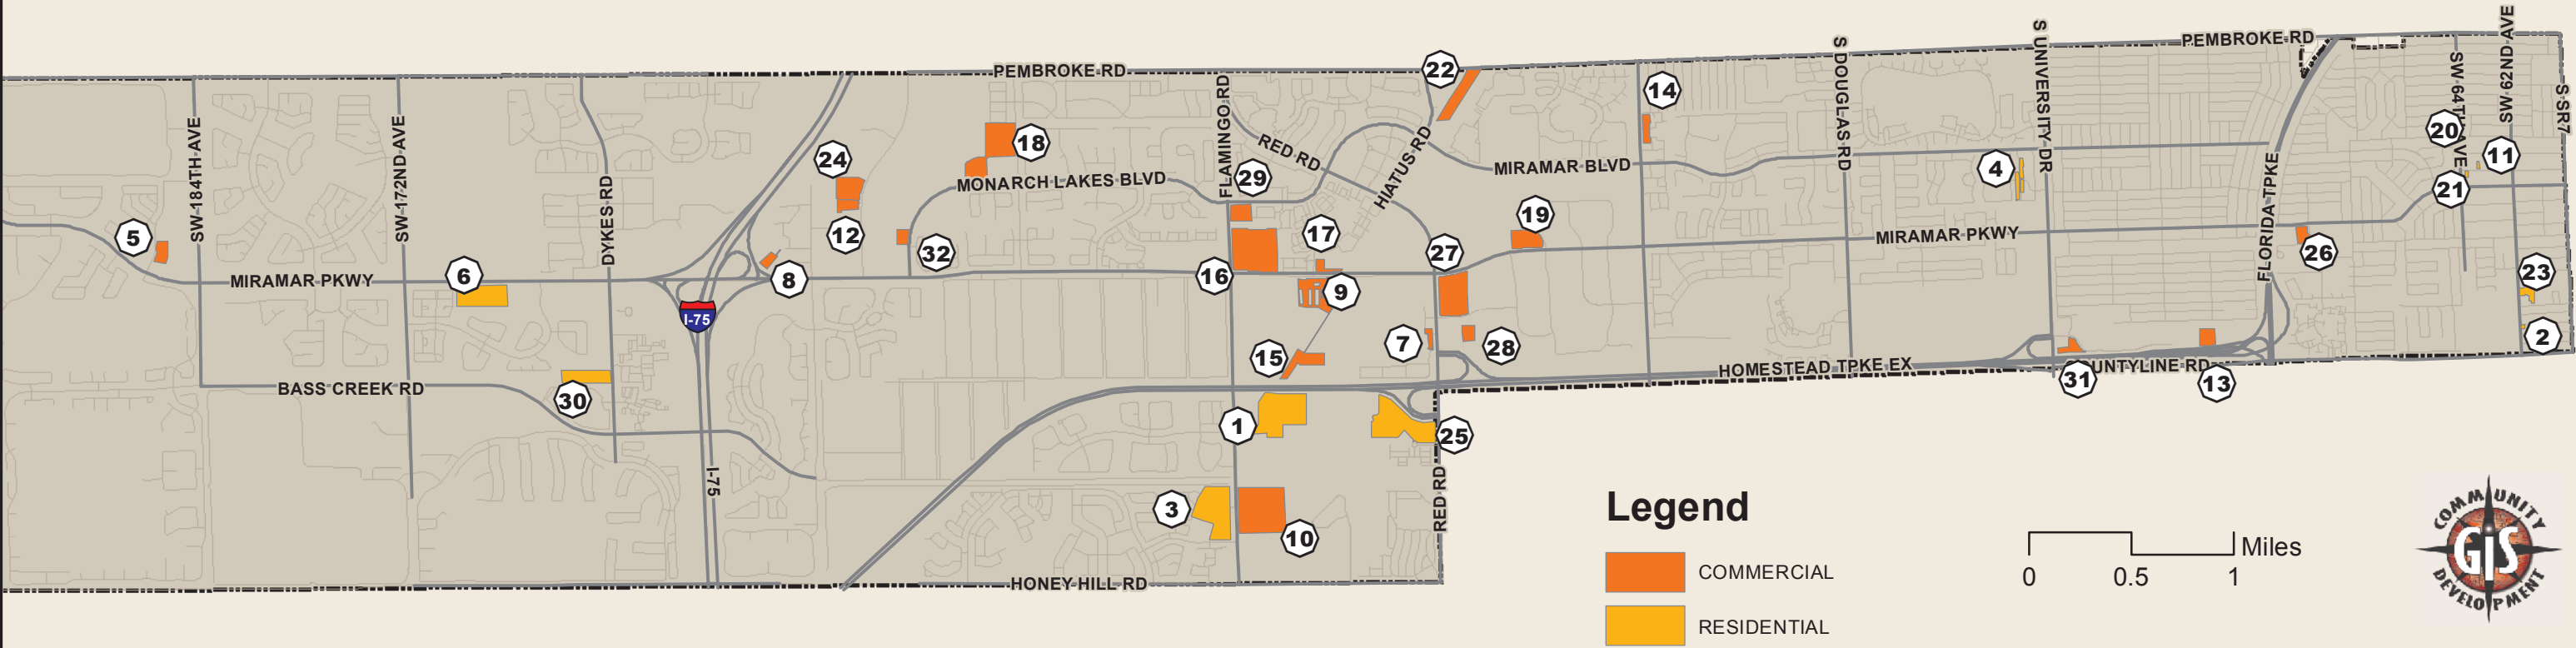 PEMBROKE RD
PEMBROKE RD
SW 184TH AVE
SW 172ND AVE
DYKES RD
FLAMINGO RD
RED RD
HIATUS RD
MIRAMAR BLVD
S DOUGLAS RD
S UNIVERSITY DR
FLORIDA TPKE
SW 62ND AVE
S SR7
MONARCH LAKES BLVD
MIRAMAR PKWY
MIRAMAR PKWY
BASS CREEK RD
I-75
I-75
HOMESTEAD TPKE EX
UNTYLINE RD
RED RD
HONEY HILL RD
22
14
18
24
29
20
11
4
21
5
12
32
17
19
27
26
6
8
16
9
23
15
7
28
2
30
31
13
1
25
3
10
Legend
COMMERCIAL
RESIDENTIAL
0 0.5 1 Miles
COMMUNITY
GIS
DEVELOPMENT